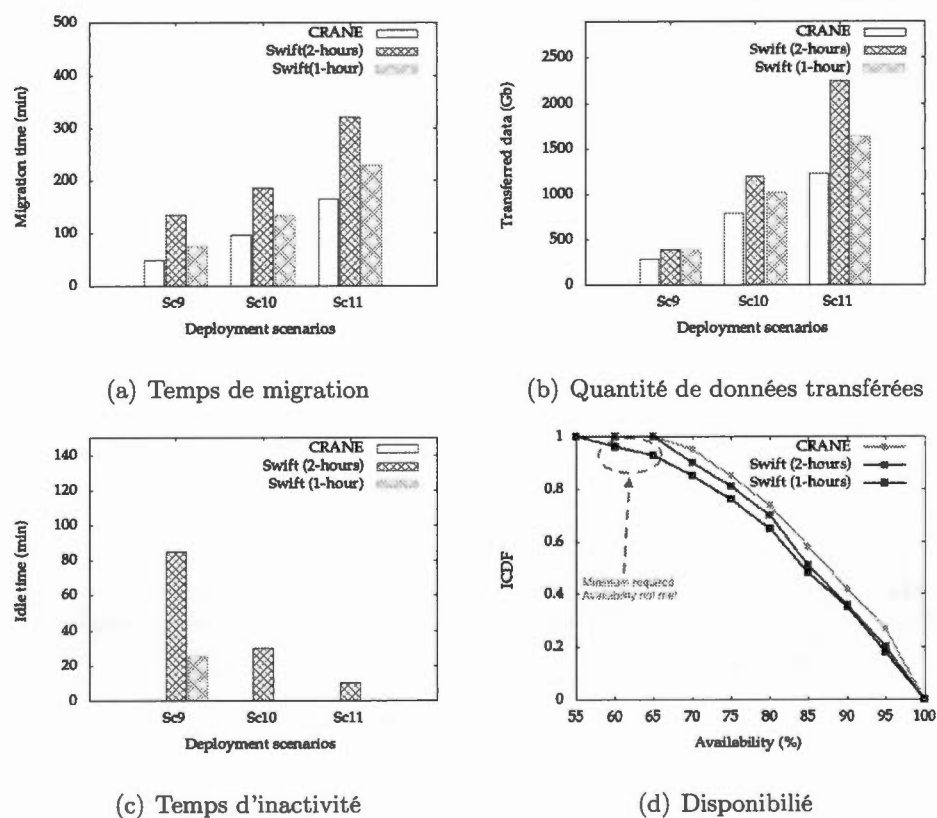 500
400
300
200
100
0
Migration time (min)
CRANE
Swift(2-hours)
Swift(1-hour)
Sc9 Sc10 Sc11
Deployment scenarios
(a) Temps de migration
2500
2000
1500
1000
500
0
Transferred data (Gb)
CRANE
Swift (2-hours)
Swift (1-hour)
Sc9 Sc10 Sc11
Deployment scenarios
(b) Quantité de données transférées
140
120
100
80
60
40
20
0
Idle time (min)
CRANE
Swift (2-hours)
Swift (1-hour)
Sc9 Sc10 Sc11
Deployment scenarios
(c) Temps d'inactivité
1
0.8
0.6
0.4
0.2
0
ICDF
CRANE
Swift (2-hours)
Swift (1-hours)
Minimum required
Availability not met
55 60 65 70 75 80 85 90 95 100
Availability (%)
(d) Disponibilié